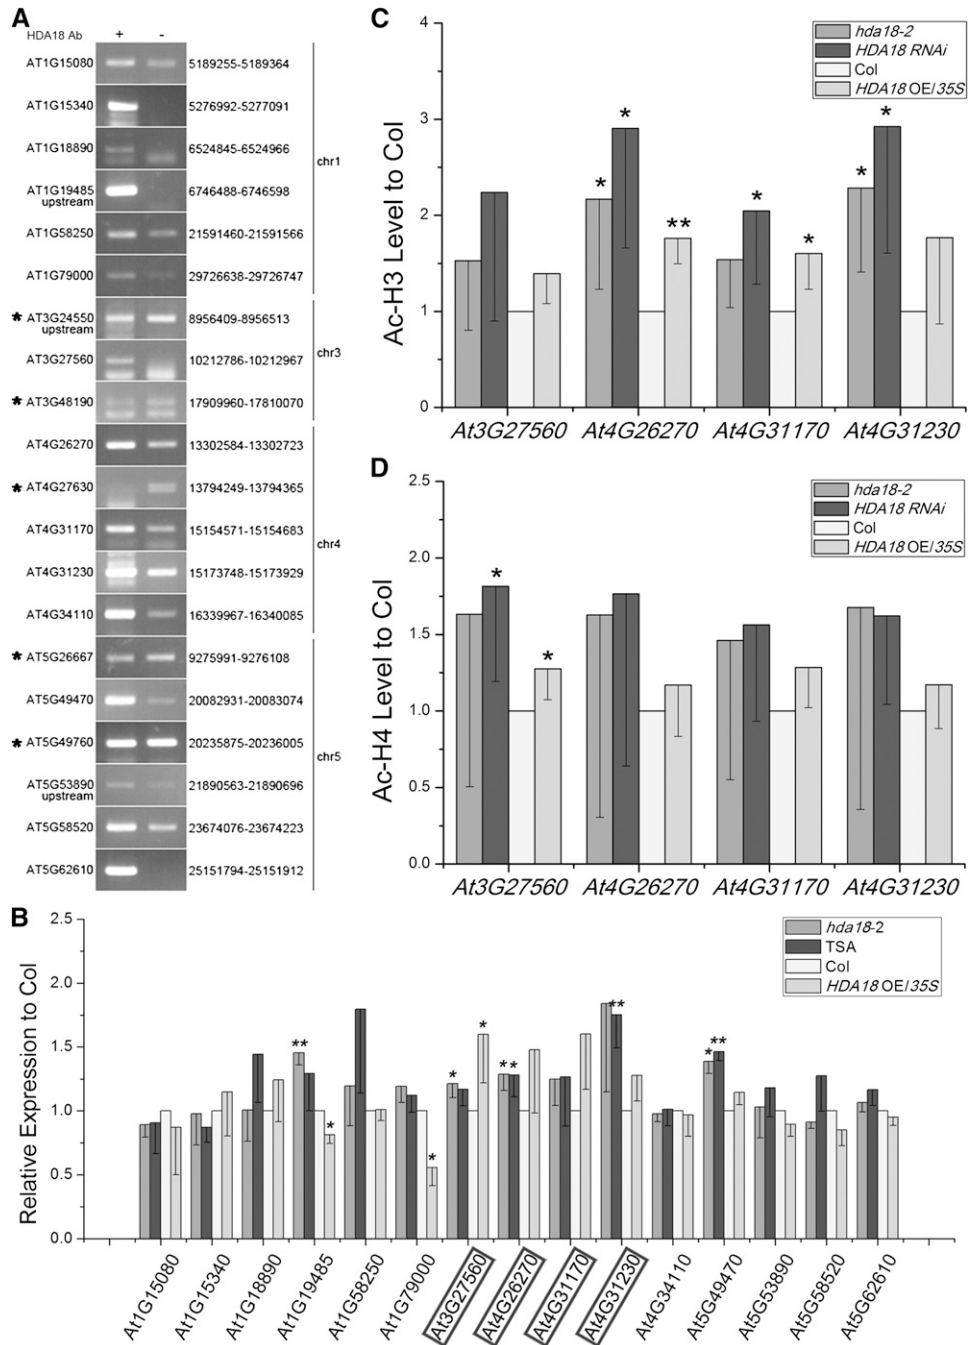 A
HDA18 Ab + -
AT1G15080 5189255-5189364
AT1G15340 5276992-5277091
AT1G18890 6524845-6524966
chr1
AT1G19485 6746488-6746598
upstream
AT1G58250 21591460-21591566
AT1G79000 29726638-29726747
* AT3G24550 8956409-8956513
upstream
chr3
AT3G27560 10212786-10212967
* AT3G48190 17909960-17810070
AT4G26270 13302584-13302723
* AT4G27630 13794249-13794365
AT4G31170 15154571-15154683
chr4
AT4G31230 15173748-15173929
AT4G34110 16339967-16340085
* AT5G26667 9275991-9276108
AT5G49470 20082931-20083074
* AT5G49760 20235875-20236005
chr5
AT5G53890 21890563-21890696
upstream
AT5G58520 23674076-23674223
AT5G62610 25151794-25151912
C
Ac-H3 Level to Col
4
3
2
1
0
hda18-2
HDA18 RNAi
Col
HDA18 OE/35S
* * ** * * * *
At3G27560 At4G26270 At4G31170 At4G31230
D
Ac-H4 Level to Col
2.5
2.0
1.5
1.0
0.5
0.0
hda18-2
HDA18 RNAi
Col
HDA18 OE/35S
* *
At3G27560 At4G26270 At4G31170 At4G31230
B
Relative Expression to Col
2.5
2.0
1.5
1.0
0.5
0.0
hda18-2
TSA
Col
HDA18 OE/35S
** * * * * ** ** * **
At1G15080 At1G15340 At1G18890 At1G19485 At1G58250 At1G79000 At3G27560 At4G26270 At4G31170 At4G31230 At4G34110 At5G49470 At5G53890 At5G58520 At5G62610